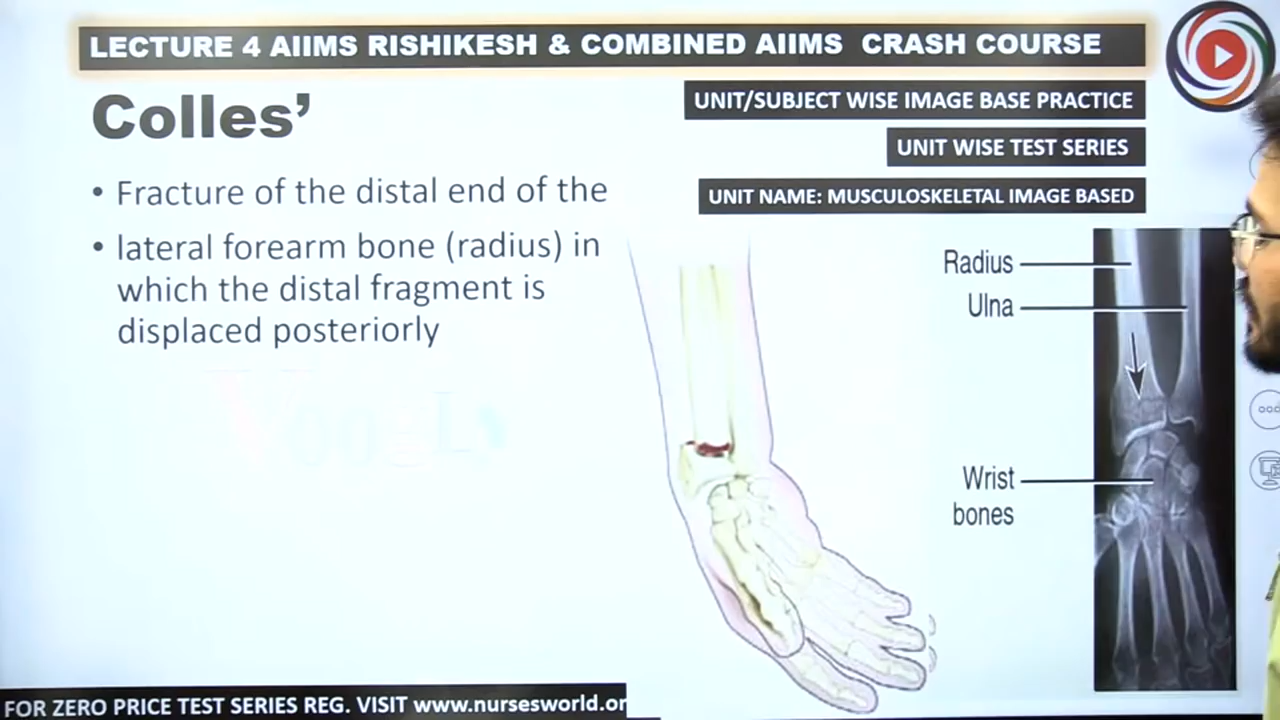 LECTURE 4 AIIMS RISHIKESH & COMBINED AIIMS CRASH COURSE
Colles’
UNIT/SUBJECT WISE IMAGE BASE PRACTICE
UNIT WISE TEST SERIES
UNIT NAME: MUSCULOSKELETAL IMAGE BASED
• Fracture of the distal end of the
• lateral forearm bone (radius) in
which the distal fragment is
displaced posteriorly
Radius
Ulna
Wrist
bones
FOR ZERO PRICE TEST SERIES REG. VISIT www.nursesworld.or